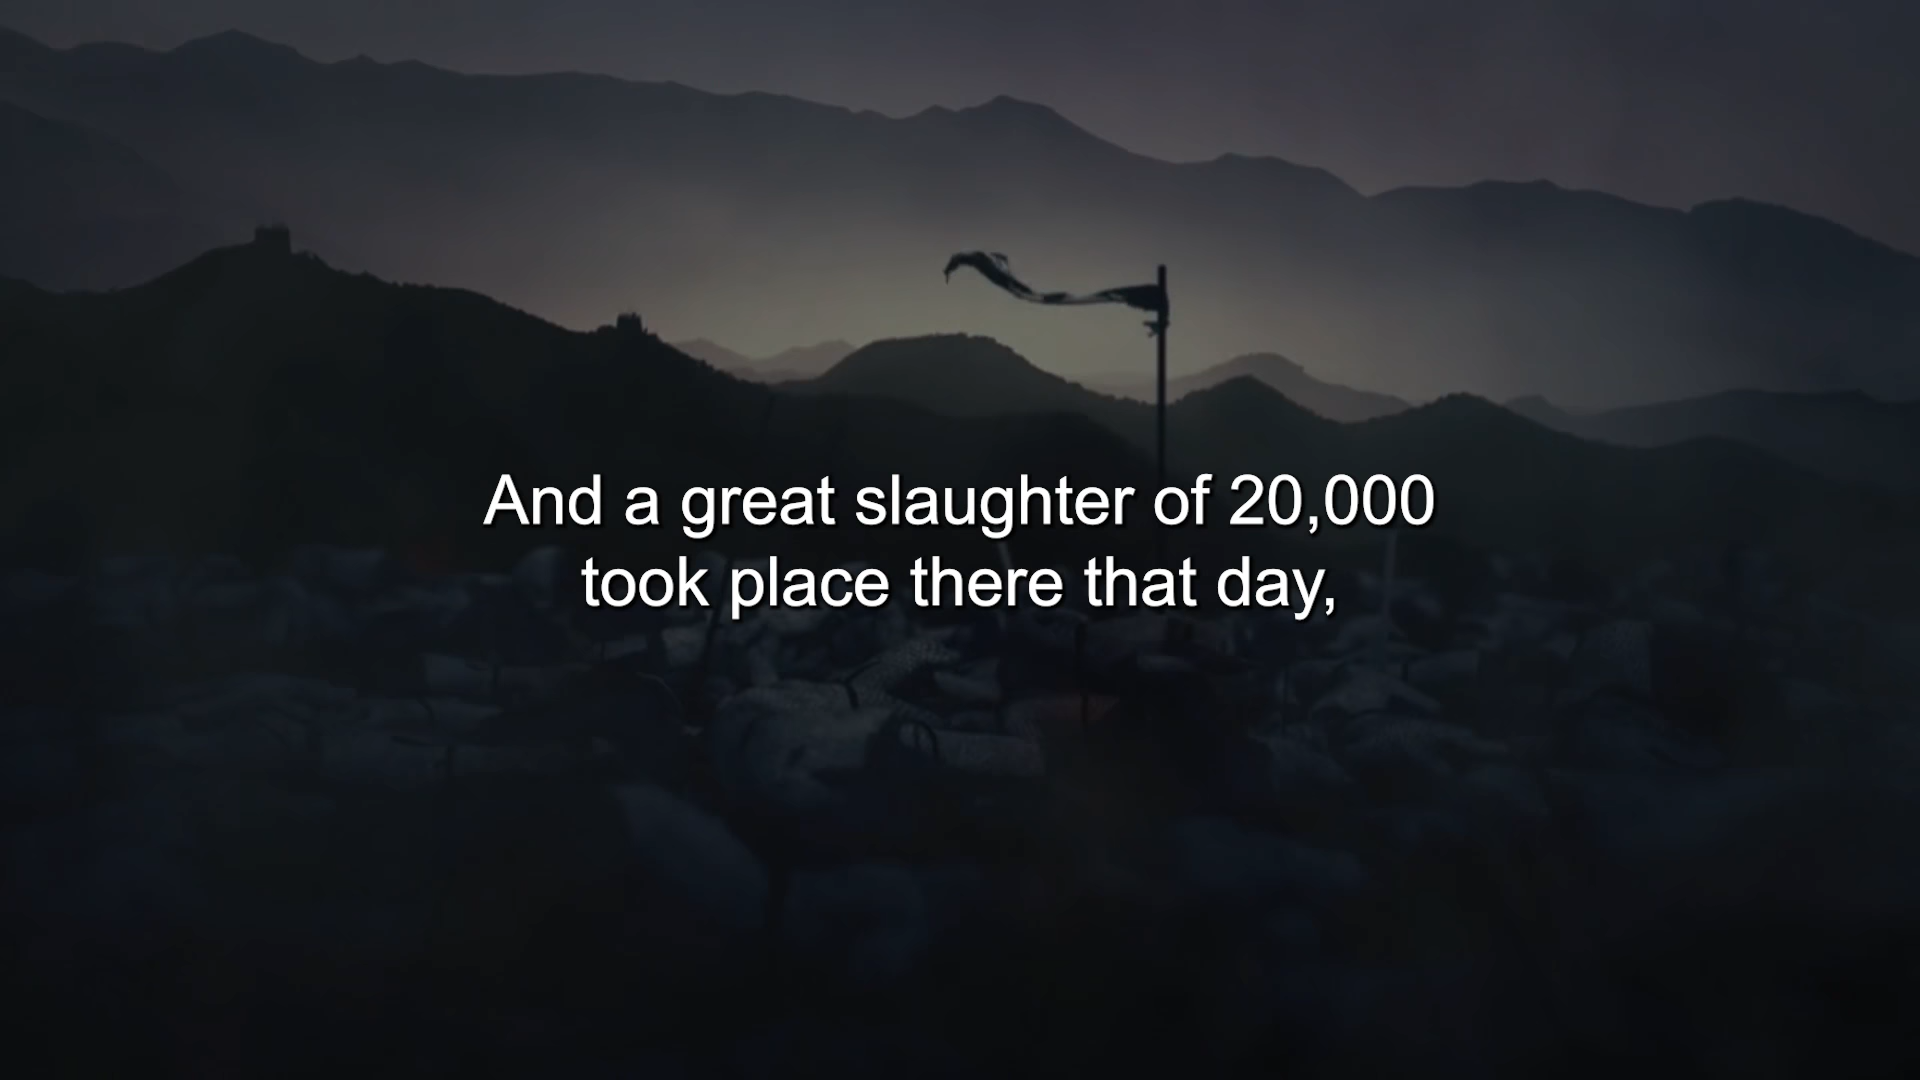 And a great slaughter of 20,000
took place there that day,